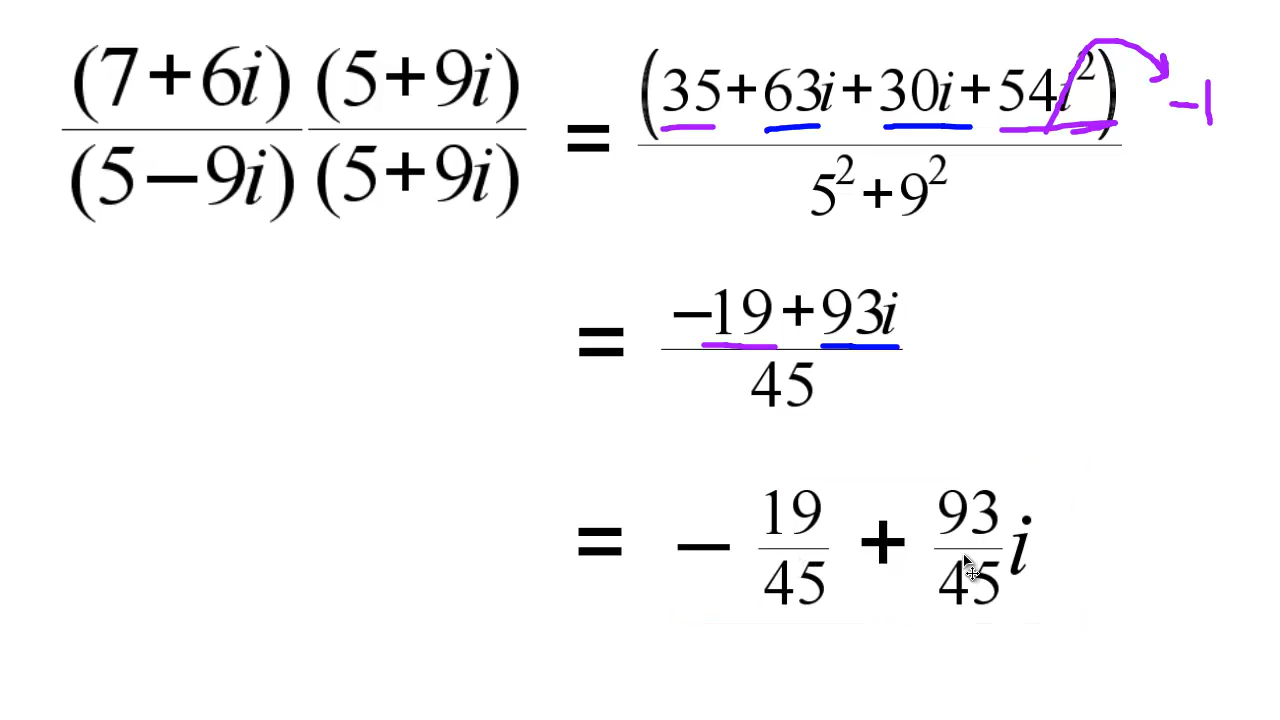 (7+6i) (5+9i) / (5−9i) (5+9i) = (35+63i+30i+54i²) / 5²+9² −1
= −19+93i / 45
= − 19/45 + 93/45 i